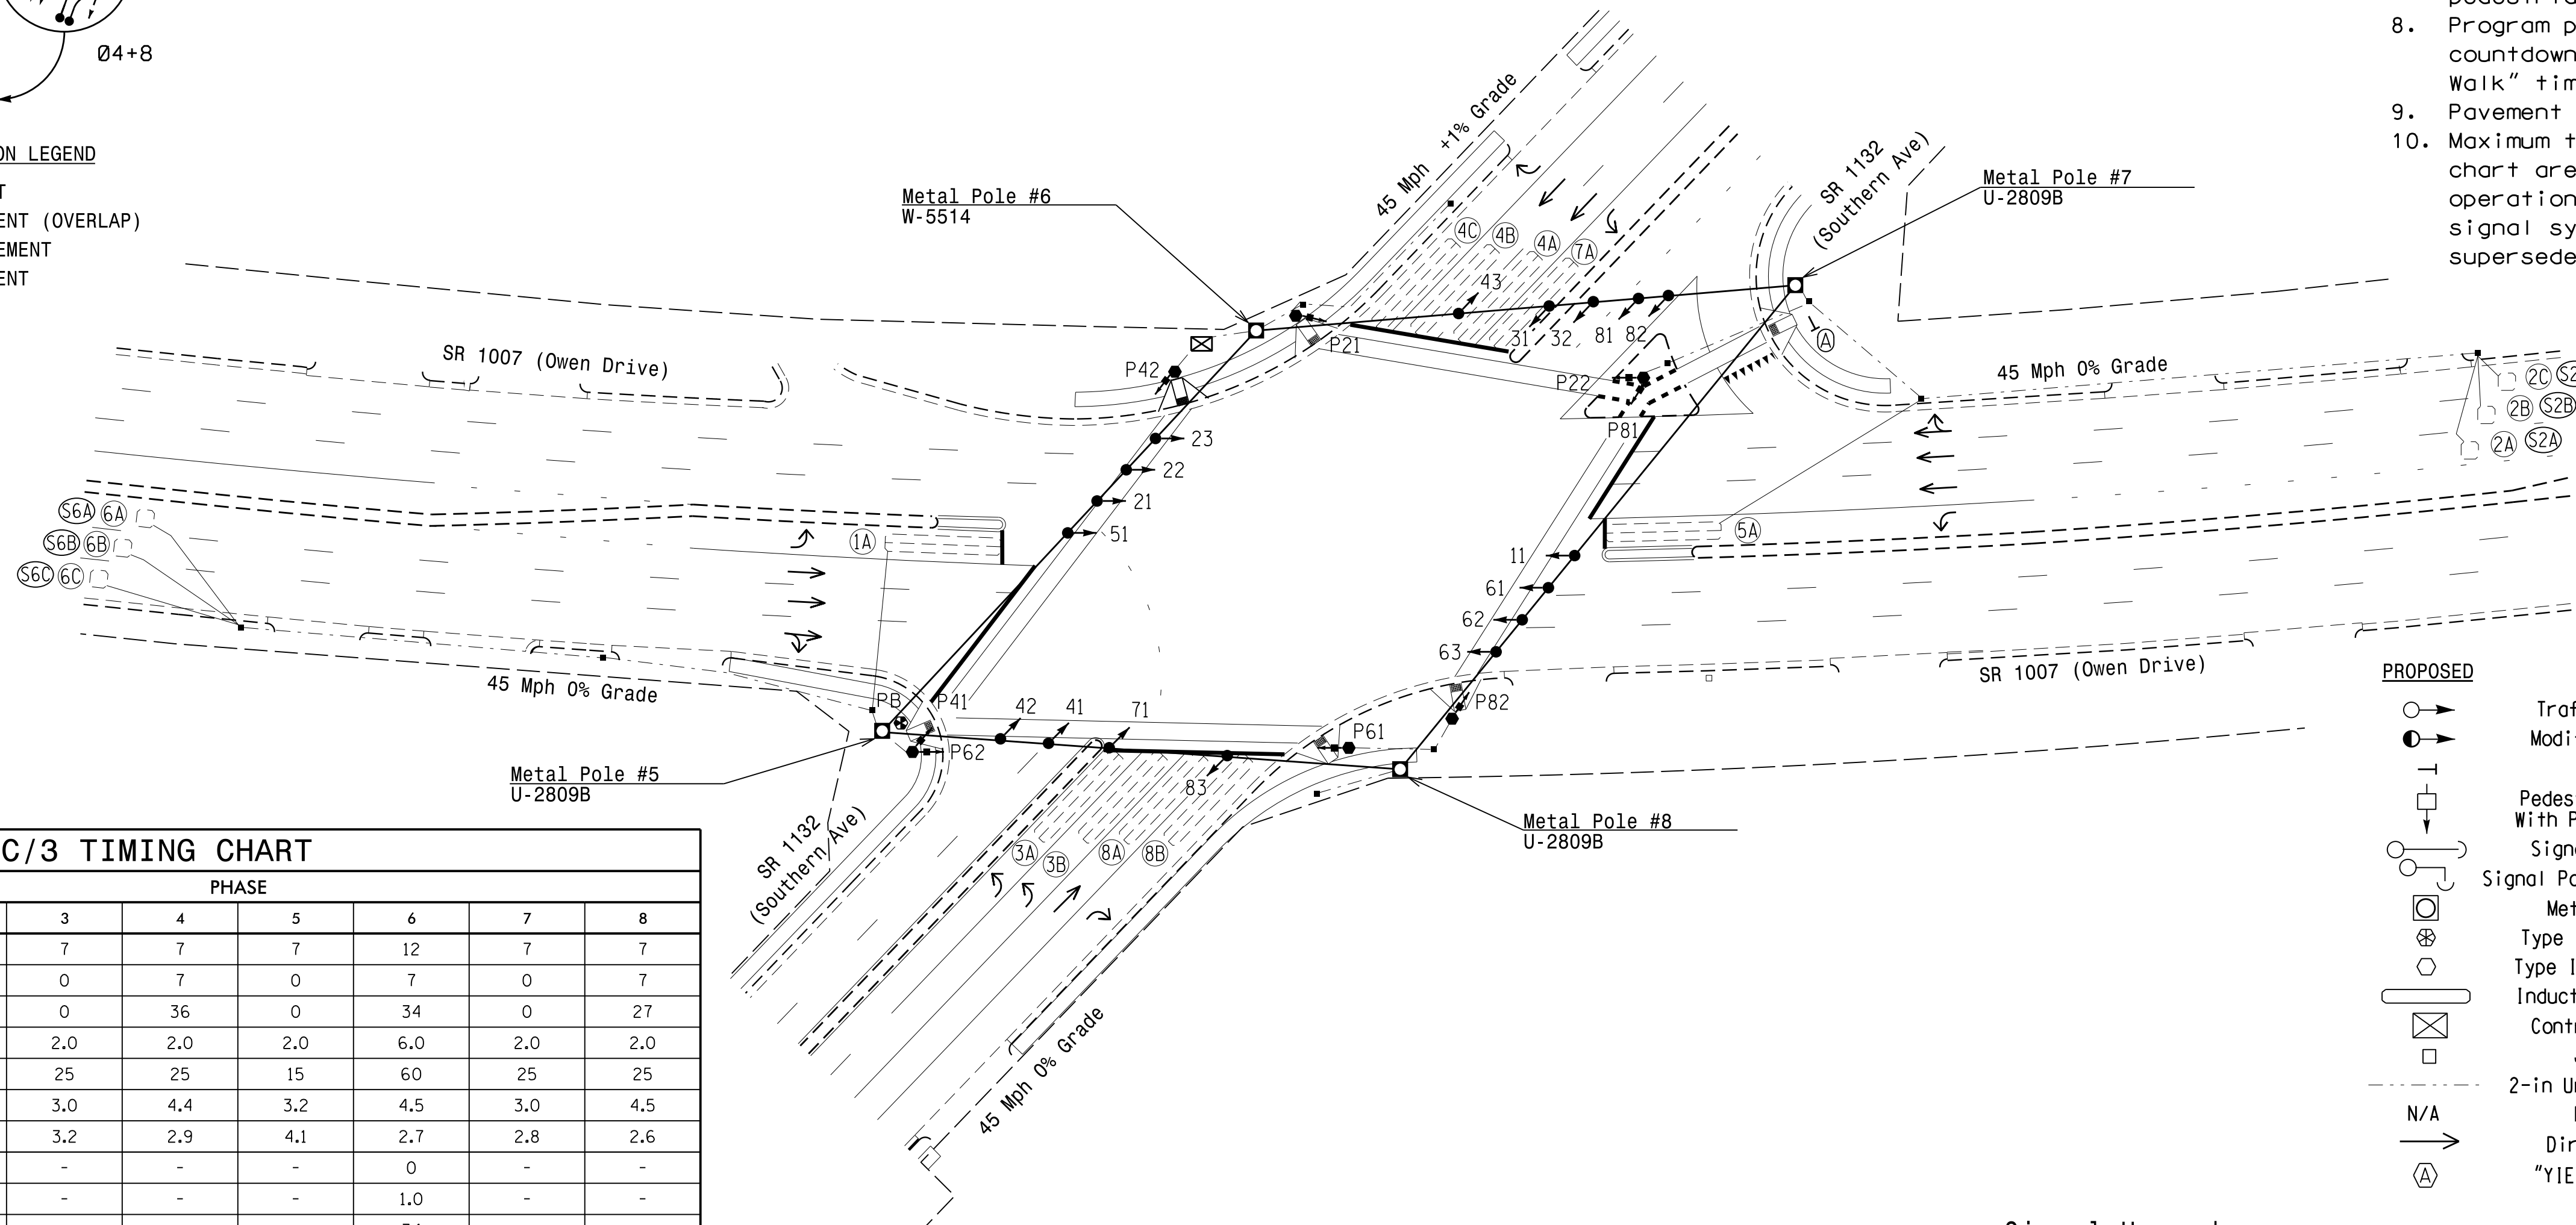 Ø4+8
ON LEGEND
T
ENT (OVERLAP)
EMENT
ENT
8. Program p
countdown
Walk" tim
9. Pavement
10. Maximum t
chart are
operation
signal sy
supersede
Metal Pole #6
W-5514
Metal Pole #7
U-2809B
45 Mph +1% Grade
SR 1132
(Southern Ave)
4C 4B 4A 7A
43
31 32 81 82
A
P21
P42
P22
P81
SR 1007 (Owen Drive)
45 Mph 0% Grade
2C
2B S2B
2A S2A
23
22
21
51
S6A 6A
S6B 6B
S6C 6C
1A
5A
11
61
62
63
45 Mph 0% Grade
SR 1007 (Owen Drive)
PB P41
42 41 71
P62
P61
P82
83
Metal Pole #5
U-2809B
Metal Pole #8
U-2809B
3A 3B 8A 8B
SR 1132
(Southern Ave)
45 Mph 0% Grade
C/3 TIMING CHART
PHASE
3 4 5 6 7 8
7 7 7 12 7 7
0 7 0 7 0 7
0 36 0 34 0 27
2.0 2.0 2.0 6.0 2.0 2.0
25 25 15 60 25 25
3.0 4.4 3.2 4.5 3.0 4.5
3.2 2.9 4.1 2.7 2.8 2.6
- - - 0 - -
- - - 1.0 - -
PROPOSED
Traf
Modi
Pedes
With P
Sign
Signal Po
Met
Type
Type I
Induct
Contr
2-in Un
N/A
Dir
A "YIE